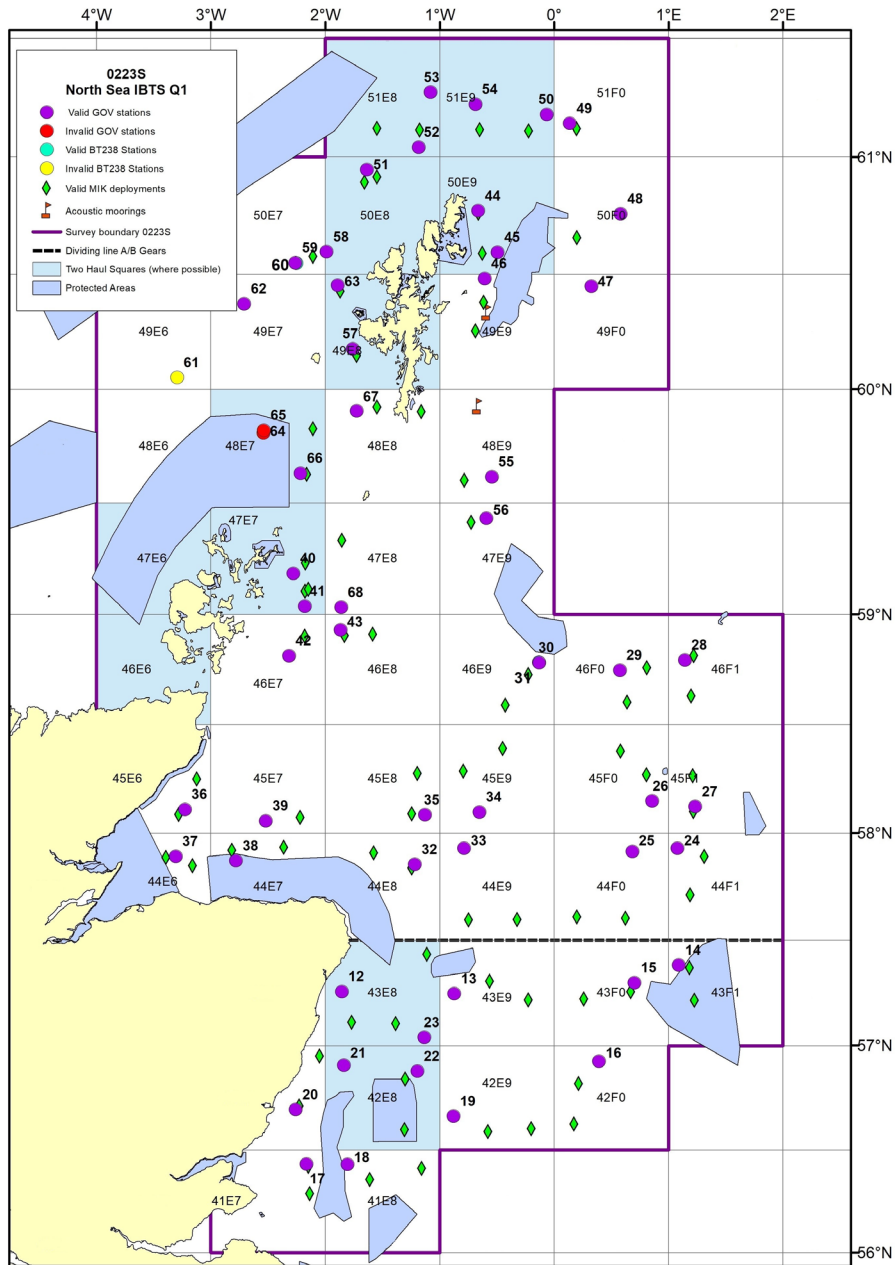 4°W 3°W 2°W 1°W 0° 1°E 2°E
0223S
North Sea IBTS Q1
Valid GOV stations
Invalid GOV stations
Valid BT238 Stations
Invalid BT238 Stations
Valid MIK deployments
Acoustic moorings
Survey boundary 0223S
Dividing line A/B Gears
Two Haul Squares (where possible)
Protected Areas
53
51E8 51E9 54 51F0
50 49
52
61°N
51
50E9
44 48
50E7 50E8 50F0
59 58 45
60 46
62 63 47
49E6 49E7 49E9 49F0
57
49E8
61
60°N
67
65
64
48E6 48E7 48E8 48E9
66 55
56
47E7
47E6 40 47E8 47E9
41 68
59°N
43
42 30 29 28
46E6 46E7 46E8 46E9 31 46F0 46F1
45E6 45E7 45E8 45E9 45F0 45F1
36 39 35 34 26 27
58°N
37 38 32 33 25 24
44E6 44E7 44E8 44E9 44F0 44F1
12 13 15 14
43E8 43E9 43F0 43F1
23
57°N
21 22 16
20 42E8 19 42E9 42F0
17 18
41E7 41E8
56°N